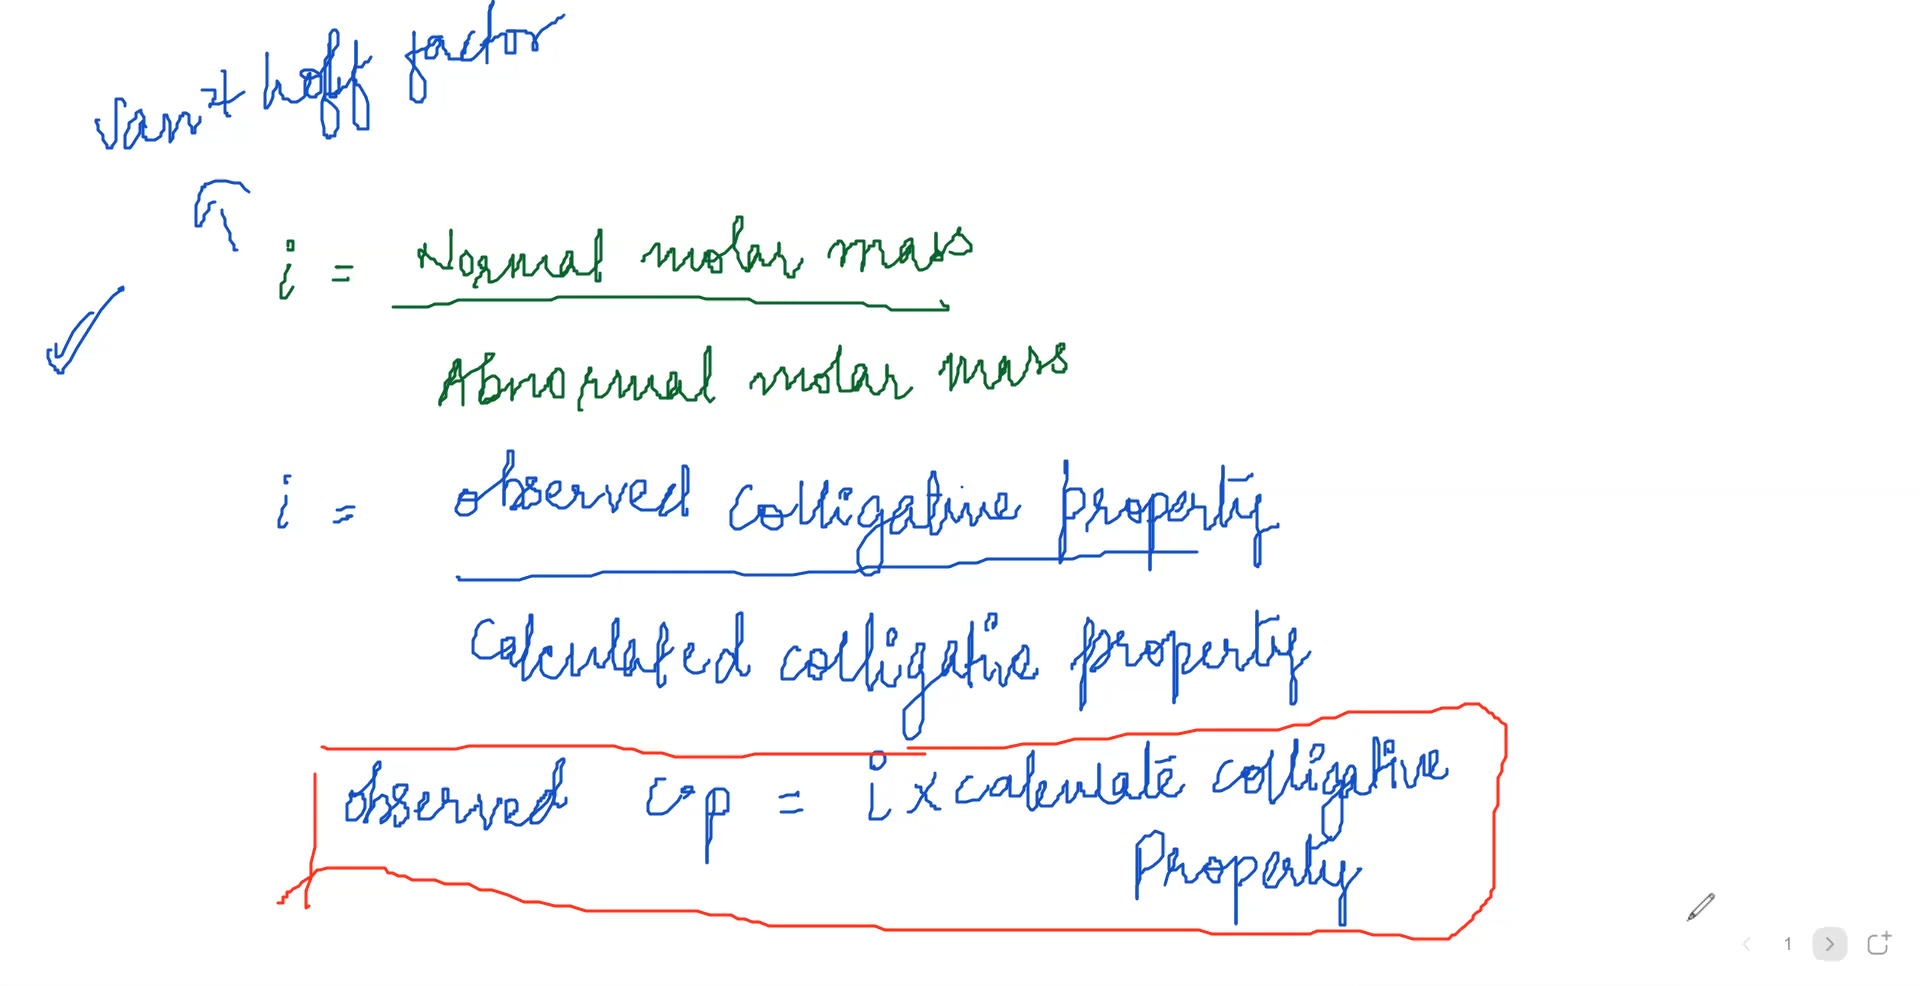 Van't hoff factor
i = Normal molar mass
Abnormal molar mass
i = observed colligative property
Calculated colligative property
observed cp = i x calculate colligative
Property
1